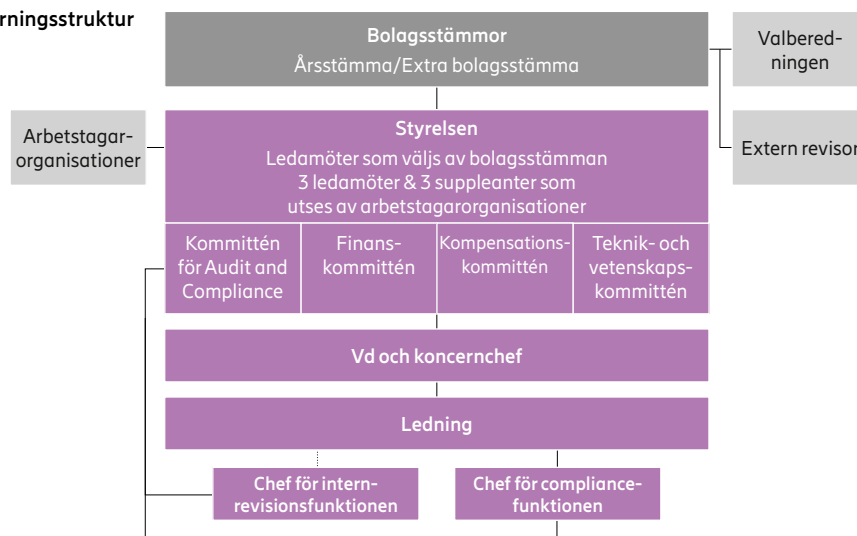 rningsstruktur
Bolagsstämmor
Årsstämma/Extra bolagsstämma
Valbered-
ningen
Arbetstagar-
organisationer
Styrelsen
Ledamöter som väljs av bolagsstämman
3 ledamöter & 3 suppleanter som
utses av arbetstagarorganisationer
Extern revisor
Kommittén
för Audit and
Compliance
Finans-
kommittén
Kompensations-
kommittén
Teknik- och
vetenskaps-
kommittén
Vd och koncernchef
Ledning
Chef för intern-
revisionsfunktionen
Chef för compliance-
funktionen